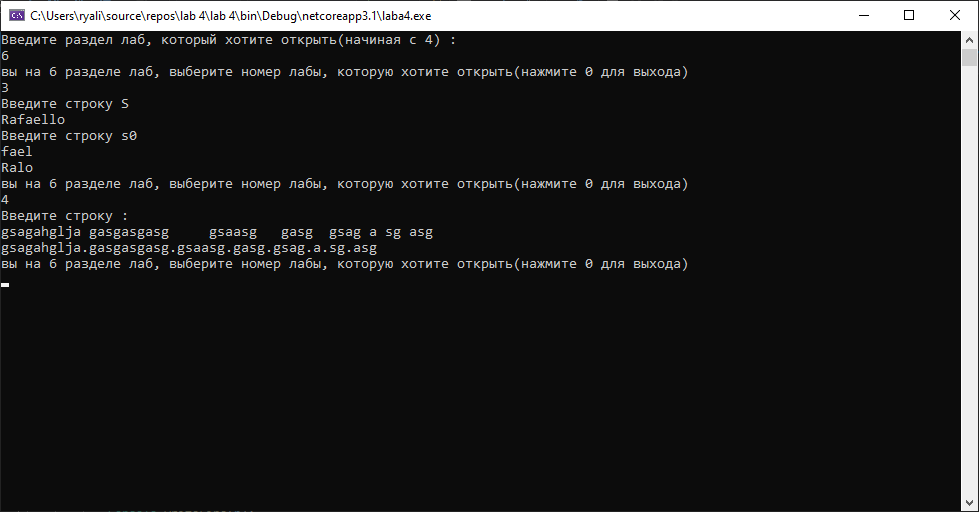 C:\Users\ryali\source\repos\lab 4\lab 4\bin\Debug\netcoreapp3.1\laba4.exe
Введите раздел лаб, который хотите открыть(начиная с 4) :
6
вы на 6 разделе лаб, выберите номер лабы, которую хотите открыть(нажмите 0 для выхода)
3
Введите строку S
Rafaello
Введите строку s0
fael
Ralo
вы на 6 разделе лаб, выберите номер лабы, которую хотите открыть(нажмите 0 для выхода)
4
Введите строку :
gsagahglja gasgasgasg     gsaasg   gasg  gsag a sg asg
gsagahglja.gasgasgasg.gsaasg.gasg.gsag.a.sg.asg
вы на 6 разделе лаб, выберите номер лабы, которую хотите открыть(нажмите 0 для выхода)